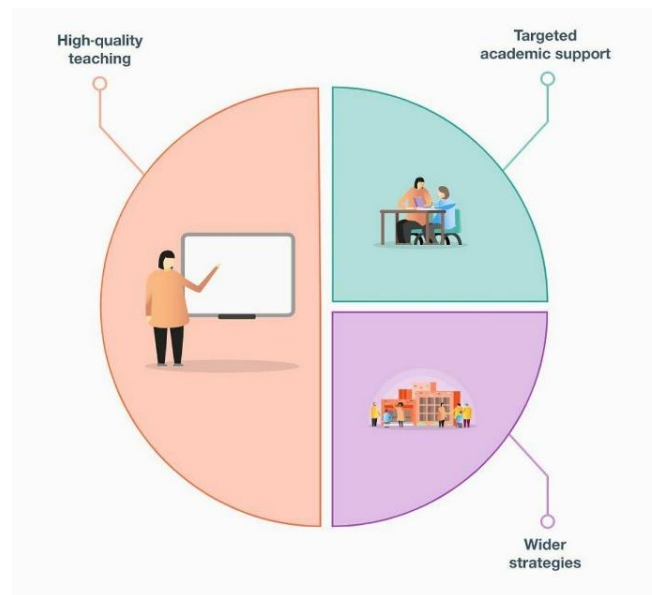 High-quality
teaching
Targeted
academic support
Wider
strategies